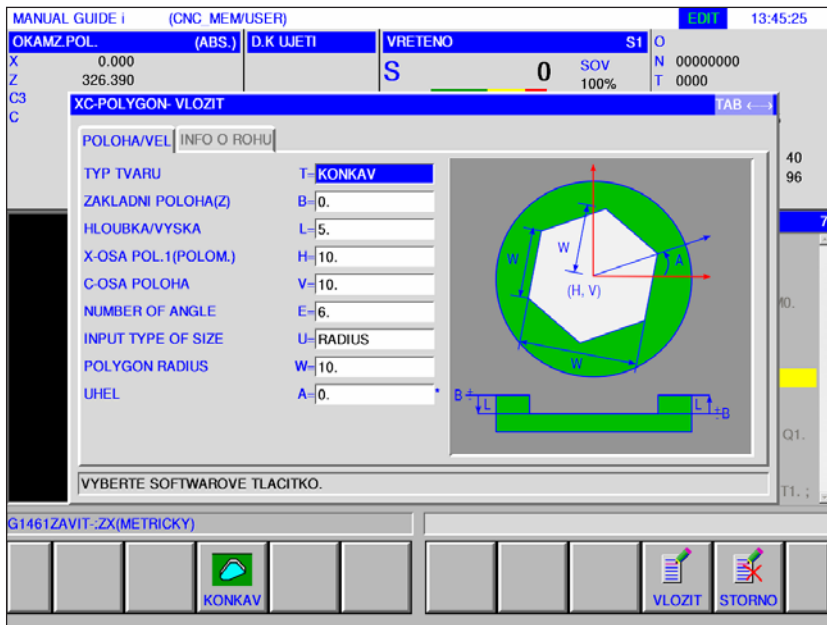 MANUAL GUIDE i (CNC_MEM/USER) EDIT 13:45:25
OKAMZ.POL. (ABS.) D.K UJETI VRETENO S1 O
X 0.000
Z 326.390
C3
C
S 0 SOV 100%
N 00000000
T 0000
XC-POLYGON- VLOZIT TAB ←→
POLOHA/VEL INFO O ROHU
TYP TVARU T=KONKAV
ZAKLADNI POLOHA(Z) B=0.
HLOUBKA/VYSKA L=5.
X-OSA POL.1(POLOM.) H=10.
C-OSA POLOHA V=10.
NUMBER OF ANGLE E=6.
INPUT TYPE OF SIZE U=RADIUS
POLYGON RADIUS W=10.
UHEL A=0. *
W
W
A
(H, V)
W
B ± L L ± B
40
96
7
M0.
Q1.
T1. ;
VYBERTE SOFTWAROVE TLACITKO.
G1461ZAVIT-:ZX(METRICKY)
KONKAV VLOZIT STORNO